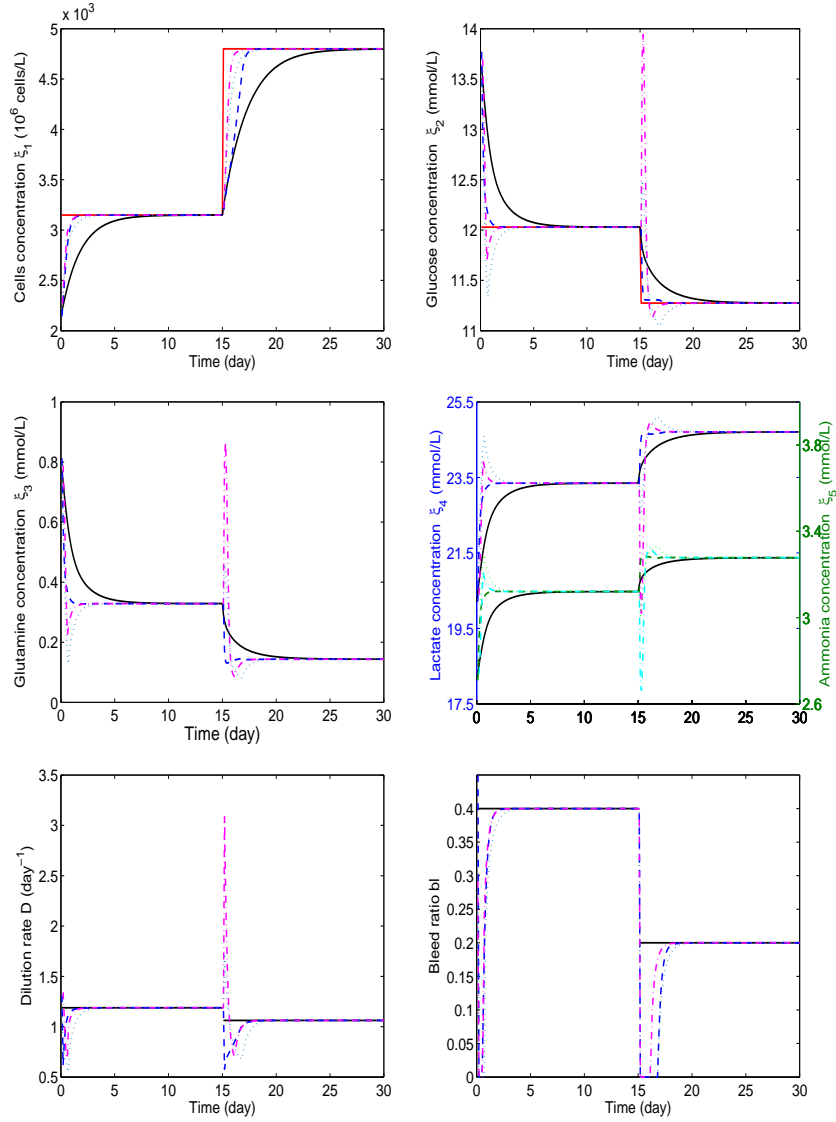 x 10³
5
4.5
4
3.5
3
2.5
2
0 5 10 15 20 25 30
Time (day)
Cells concentration ξ₁ (10⁶ cells/L)
14
13.5
13
12.5
12
11.5
11
0 5 10 15 20 25 30
Time (day)
Glucose concentration ξ₂ (mmol/L)
1
0.8
0.6
0.4
0.2
0
0 5 10 15 20 25 30
Time (day)
Glutamine concentration ξ₃ (mmol/L)
25.5
23.5
21.5
19.5
17.5
0 5 10 15 20 25 30
Lactate concentration ξ₄ (mmol/L)
3.8
3.4
3
2.6
Ammonia concentration ξ₅ (mmol/L)
3.5
3
2.5
2
1.5
1
0.5
0 5 10 15 20 25 30
Time (day)
Dilution rate D (day⁻¹)
0.4
0.35
0.3
0.25
0.2
0.15
0.1
0.05
0
0 5 10 15 20 25 30
Time (day)
Bleed ratio bl